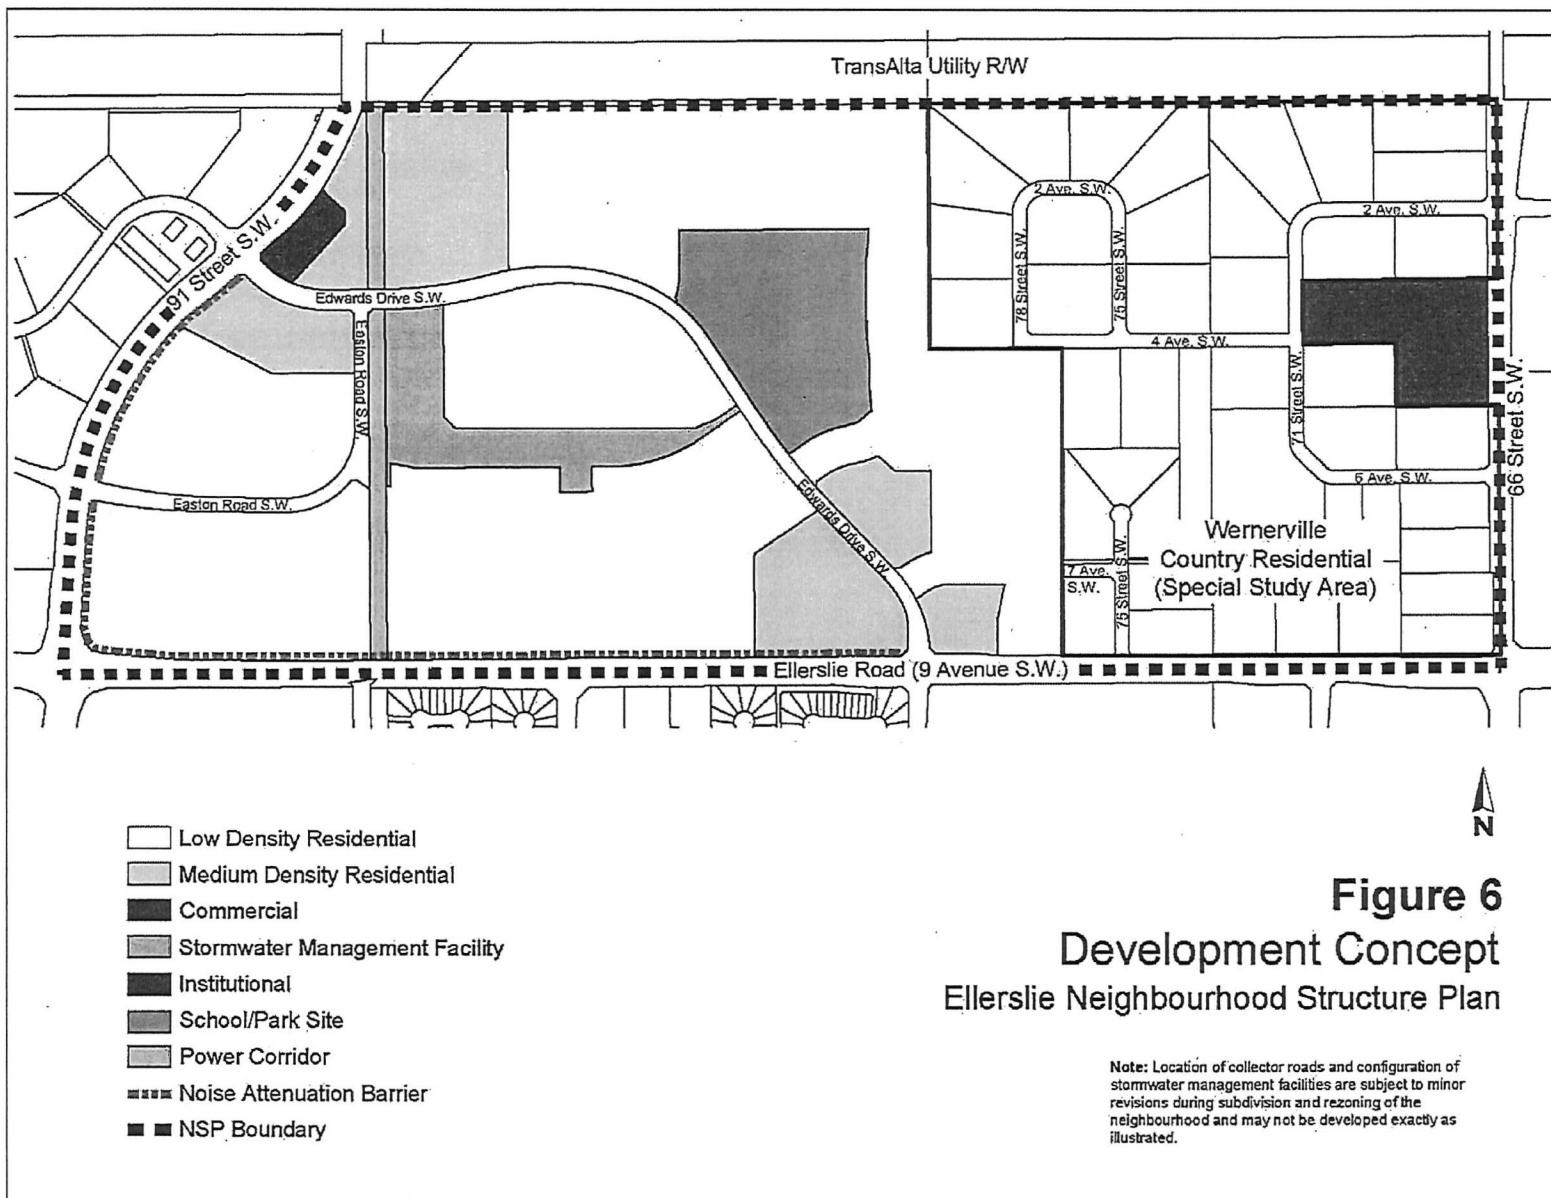 TransAlta Utility R/W
2 Ave. S.W.
2 Ave. S.W.
91 Street S.W.
78 Street S.W.
75 Street S.W.
Edwards Drive S.W.
Easton Road S.W.
4 Ave. S.W.
71 Street S.W.
66 Street S.W.
6 Ave. S.W.
Easton Road S.W.
Edwards Drive S.W.
Wernerville
Country Residential
(Special Study Area)
7 Ave.
S.W.
75 Street S.W.
Ellerslie Road (9 Avenue S.W.)
Low Density Residential
Medium Density Residential
Commercial
Stormwater Management Facility
Institutional
School/Park Site
Power Corridor
Noise Attenuation Barrier
NSP Boundary
N
Figure 6
Development Concept
Ellerslie Neighbourhood Structure Plan
Note: Location of collector roads and configuration of
stormwater management facilities are subject to minor
revisions during subdivision and rezoning of the
neighbourhood and may not be developed exactly as
illustrated.